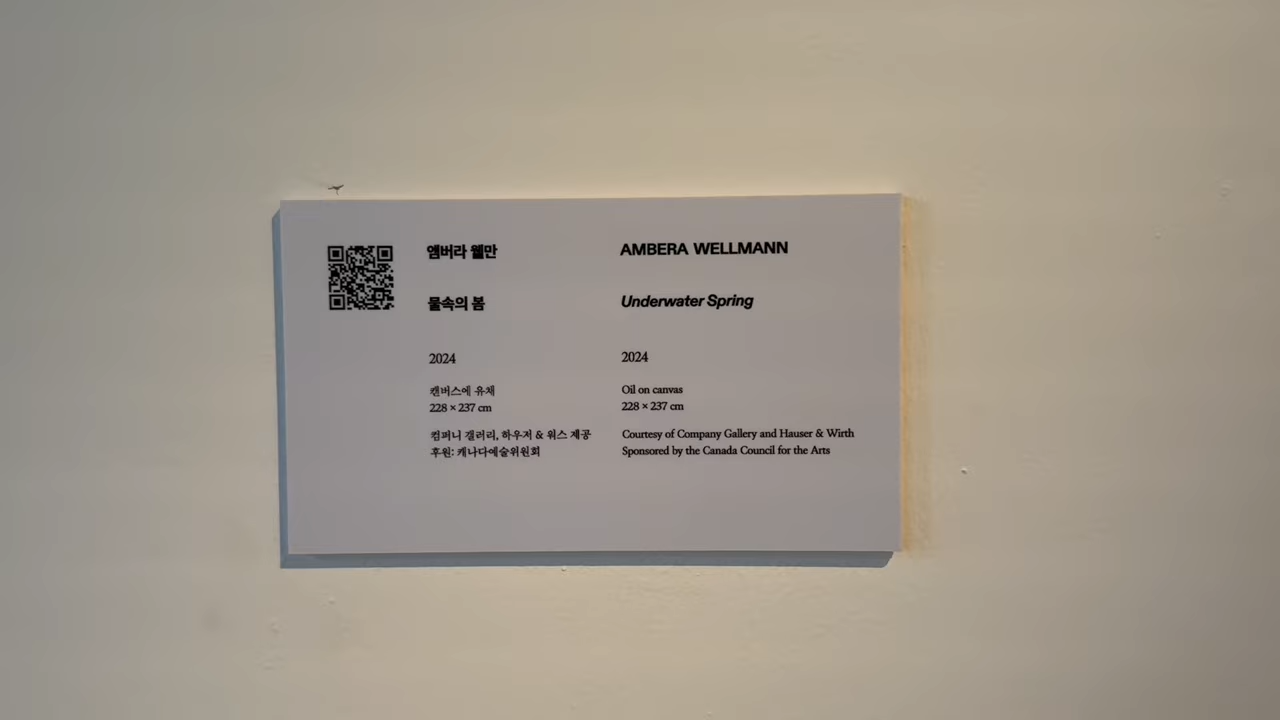 앰버라 웰만
물속의 봄
2024
캔버스에 유채
228 × 237 cm
컴퍼니 갤러리, 하우저 & 워스 제공
후원: 캐나다예술위원회
AMBERA WELLMANN
Underwater Spring
2024
Oil on canvas
228 × 237 cm
Courtesy of Company Gallery and Hauser & Wirth
Sponsored by the Canada Council for the Arts